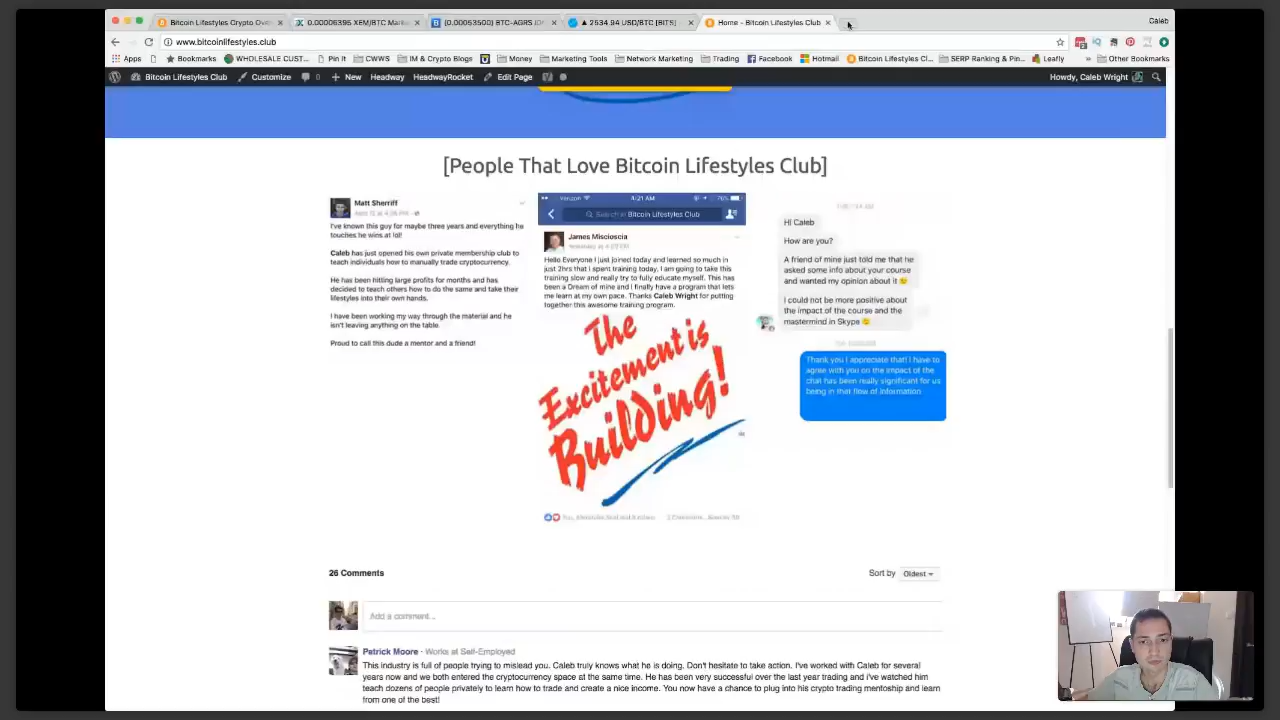 Bitcoin Lifestyles Crypto Ove
0.00006395 XEM/BTC Mark
(0.00053500) BTC-AGRS
▲ 2534.94 USD/BTC [BITS]
Home - Bitcoin Lifestyles Club
Caleb
www.bitcoinlifestyles.club
Apps
Pin It
Bookmarks
WHOLESALE CUST...
CWWS
IM & Crypto Blogs
Money
Marketing Tools
Network Marketing
Trading
Facebook
Hotmail
Bitcoin Lifestyles Cl...
SERP Ranking & Pin...
Leafly
»
Other Bookmarks
Bitcoin Lifestyles Club
Customize
0
New
Headway
HeadwayRocket
Edit Page
Howdy, Caleb Wright
[People That Love Bitcoin Lifestyles Club]
Matt Sherriff
April 12 at 4:26 PM
I've known this guy for maybe three years and everything he
touches he wins at lol!
Caleb has just opened his own private membership club to
teach individuals how to manually trade cryptocurrency.
He has been hitting large profits for months and has
decided to teach others how to do the same and take their
lifestyles into their own hands.
I have been working my way through the material and he
isn't leaving anything on the table.
Proud to call this dude a mentor and a friend!
Verizon
4:21 AM
76%
Search in Bitcoin Lifestyles Club
James Miscioscia
Hello Everyone I just joined today and learned so much in
just 2hrs that I spent training today. I am going to take this
training slow and really try to fully educate myself. This has
been a Dream of mine and I finally have a program that lets
me learn at my own pace. Thanks Caleb Wright for putting
together this awesome training program.
The
Excitement is
Building!
Hi Caleb
How are you?
A friend of mine just told me that he
asked some info about your course
and wanted my opinion about it
I could not be more positive about
the impact of the course and the
mastermind in Skype
Thank you I appreciate that! I have to
agree with you on the impact of the
chat has been really significant for us
being in that flow of information
26 Comments
Sort by
Oldest
Add a comment...
Patrick Moore · Works at Self-Employed
This industry is full of people trying to mislead you. Caleb truly knows what he is doing. Don't hesitate to take action. I've worked with Caleb for several
years now and we both entered the cryptocurrency space at the same time. He has been very successful over the last year trading and i've watched him
teach dozens of people privately to learn how to trade and create a nice income. You now have a chance to plug into his crypto trading mentoship and learn
from one of the best!